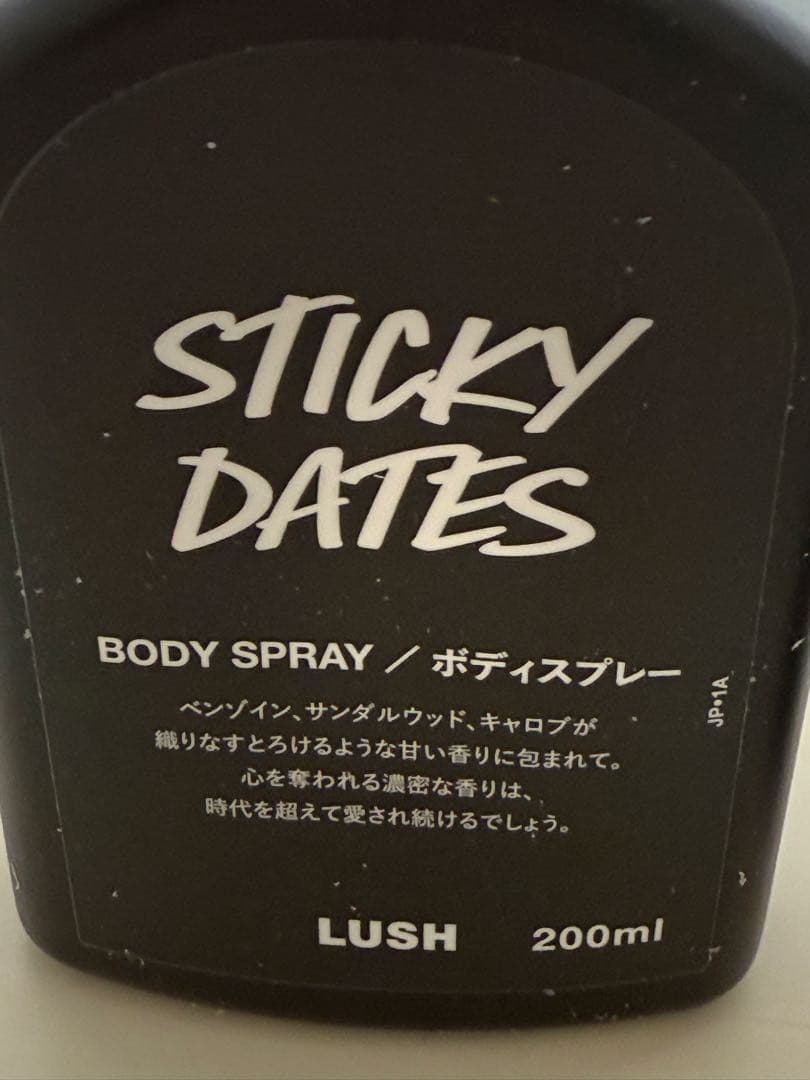 STICKY
DATES
BODY SPRAY / ボディスプレー
JP•1A
ベンゾイン、サンダルウッド、キャロブが
織りなすとろけるような甘い香りに包まれて。
心を奪われる濃密な香りは、
時代を超えて愛され続けるでしょう。
LUSH 200ml